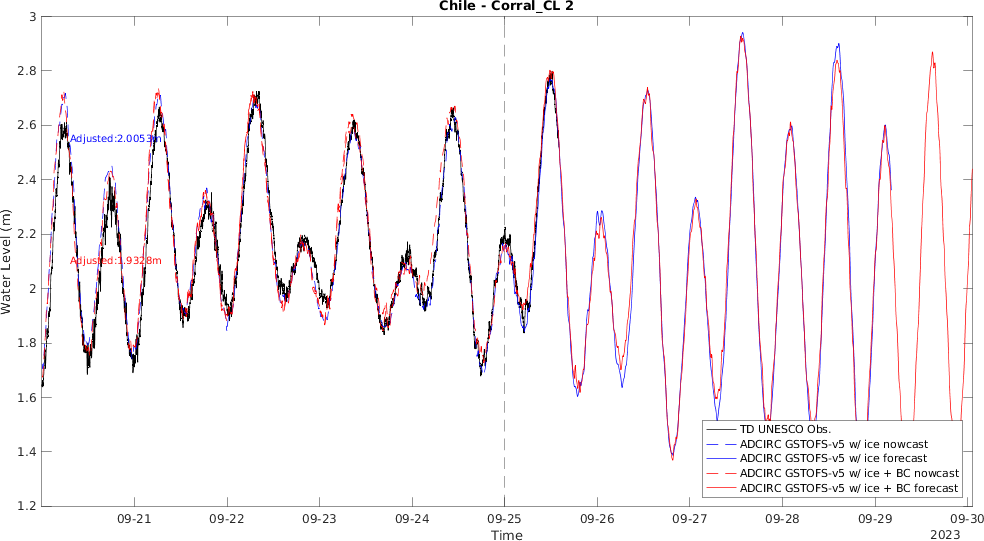 Chile - Corral_CL 2
Water Level (m)
3
2.8
2.6
2.4
2.2
2
1.8
1.6
1.4
1.2
Adjusted:2.0053m
Adjusted:1.9328m
TD UNESCO Obs.
ADCIRC GSTOFS-v5 w/ ice nowcast
ADCIRC GSTOFS-v5 w/ ice forecast
ADCIRC GSTOFS-v5 w/ ice + BC nowcast
ADCIRC GSTOFS-v5 w/ ice + BC forecast
09-21 09-22 09-23 09-24 09-25 09-26 09-27 09-28 09-29 09-30
Time
2023